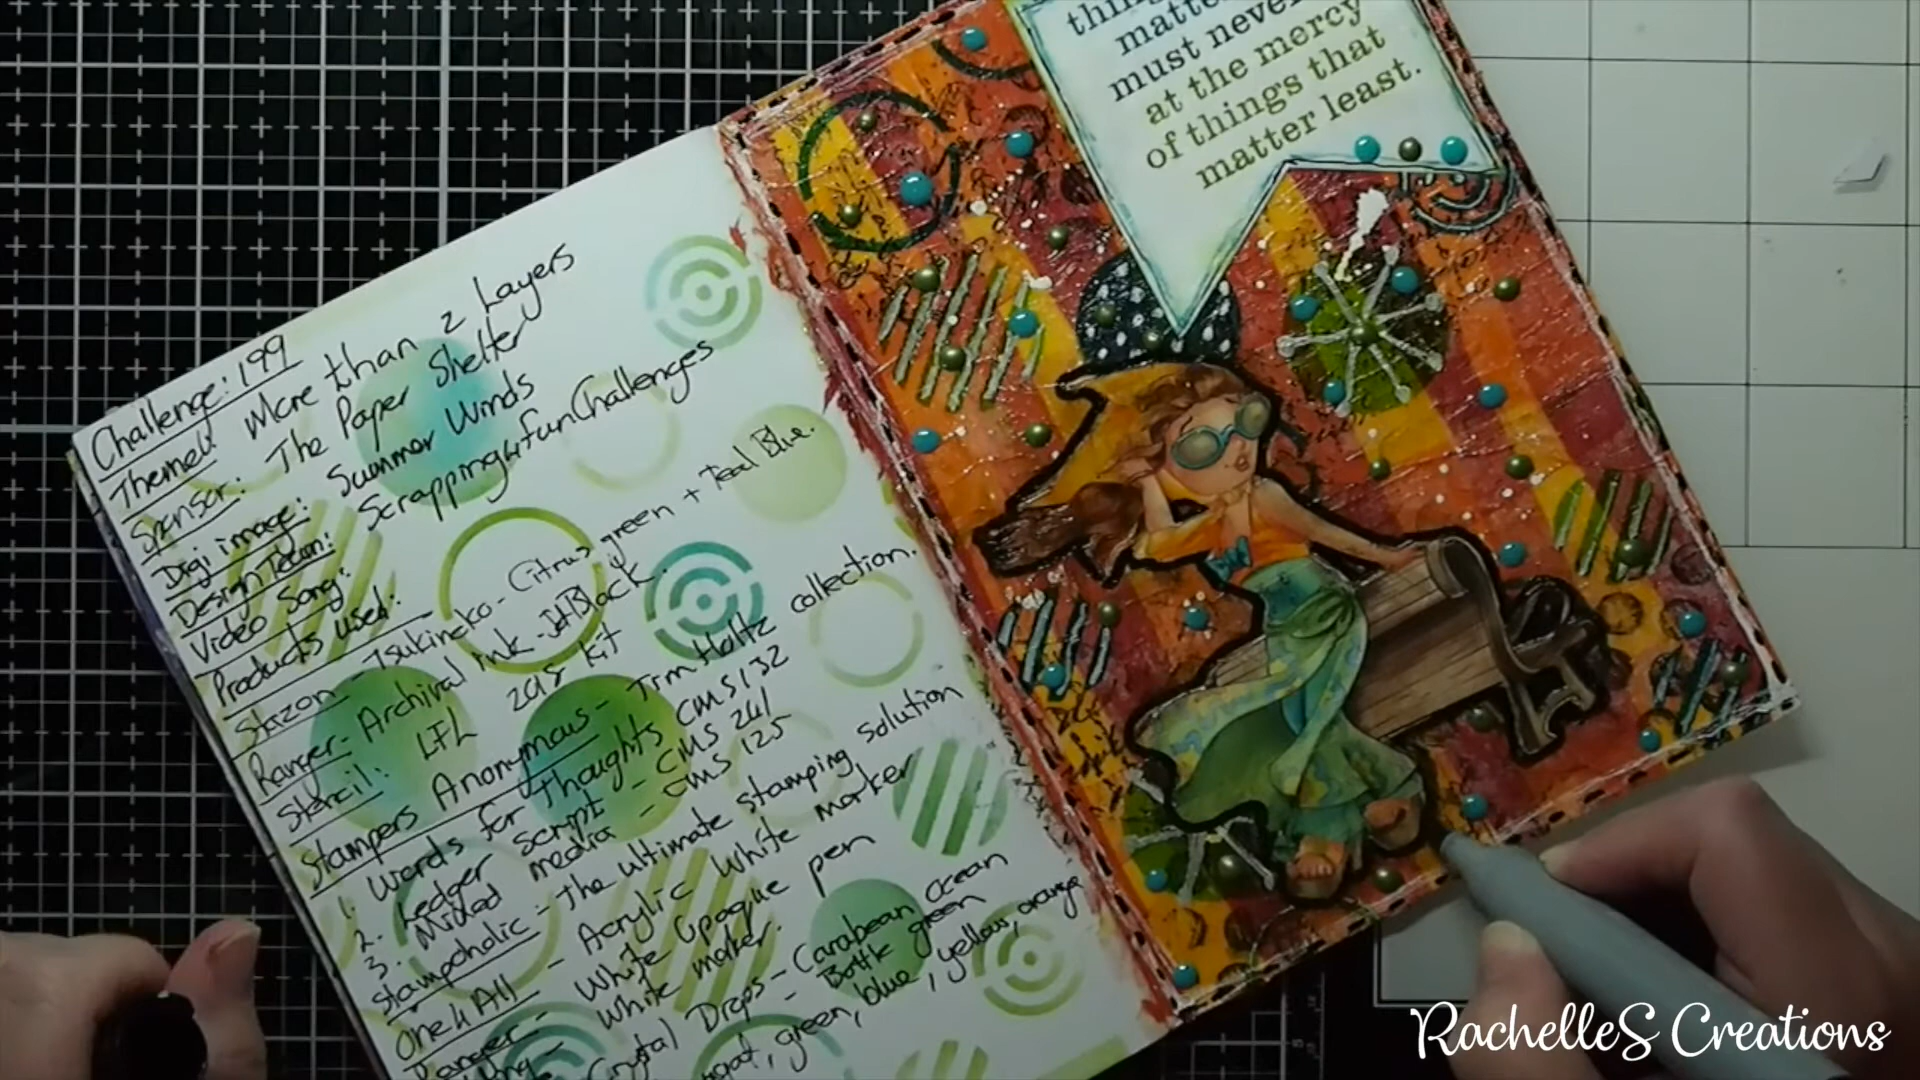 Challenge: 199
Theme: More than 2 Layers
Sponsor: The Paper Shelter
Digi image: Summer Winds
Design Team: Scrapping4funChallenges
Video Song:
Products used:
Stazon - Tsukineko - Citrus green + Teal Blue.
Ranger - Archival ink - Jet Black.
Stencil: LFL 2015 kit
Stampers Anonymous - Tim Holtz collection.
1. Words for thoughts CMS132
2. Ledger Script - CMS 241
3. Mixed media - CMS 125
Stampoholic - The ultimate stamping solution
One4All - Acrylic White marker
Ranger - White Opaque pen
White maker.
Crystal Drops - Carabean Ocean
- Bottle green
green, blue, yellow, orange
matter
must never
at the mercy
of things that
matter least.
RachelleS Creations